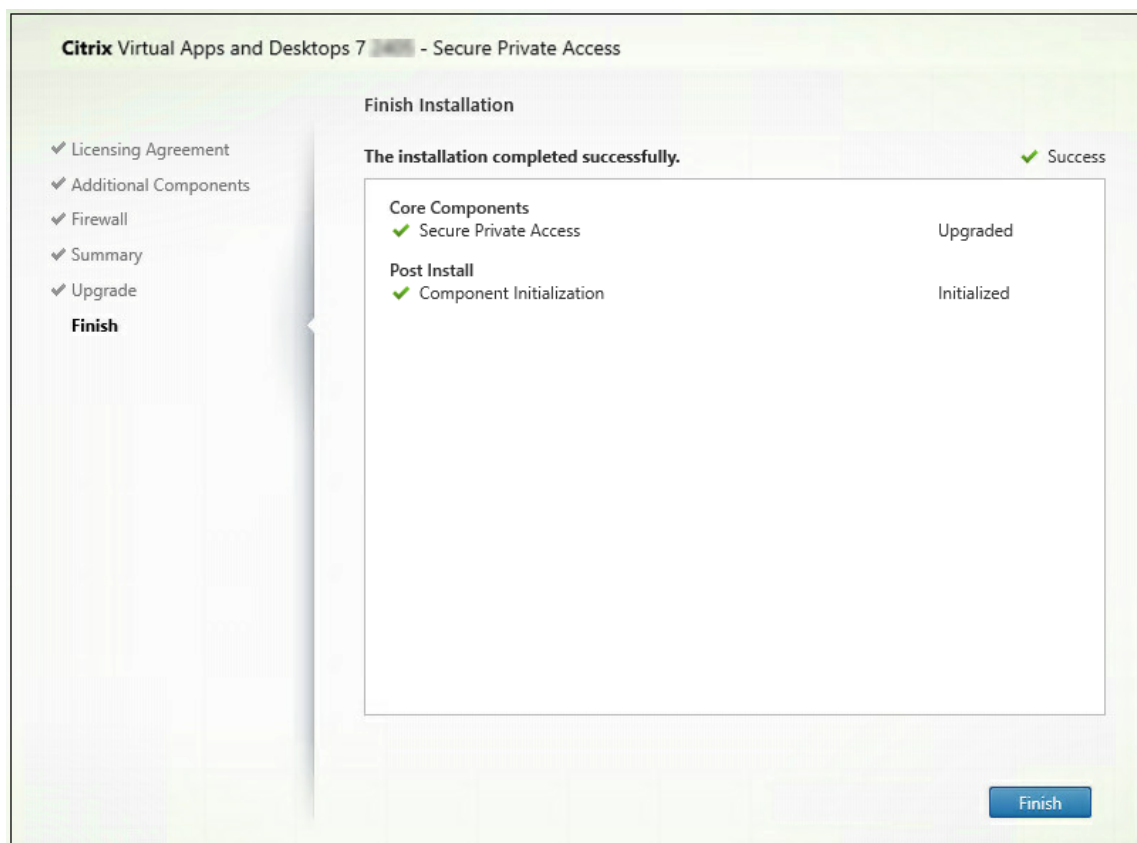 Citrix Virtual Apps and Desktops 7 - Secure Private Access
Finish Installation
Licensing Agreement
Additional Components
Firewall
Summary
Upgrade
Finish
The installation completed successfully.
Success
Core Components
Secure Private Access Upgraded
Post Install
Component Initialization Initialized
Finish